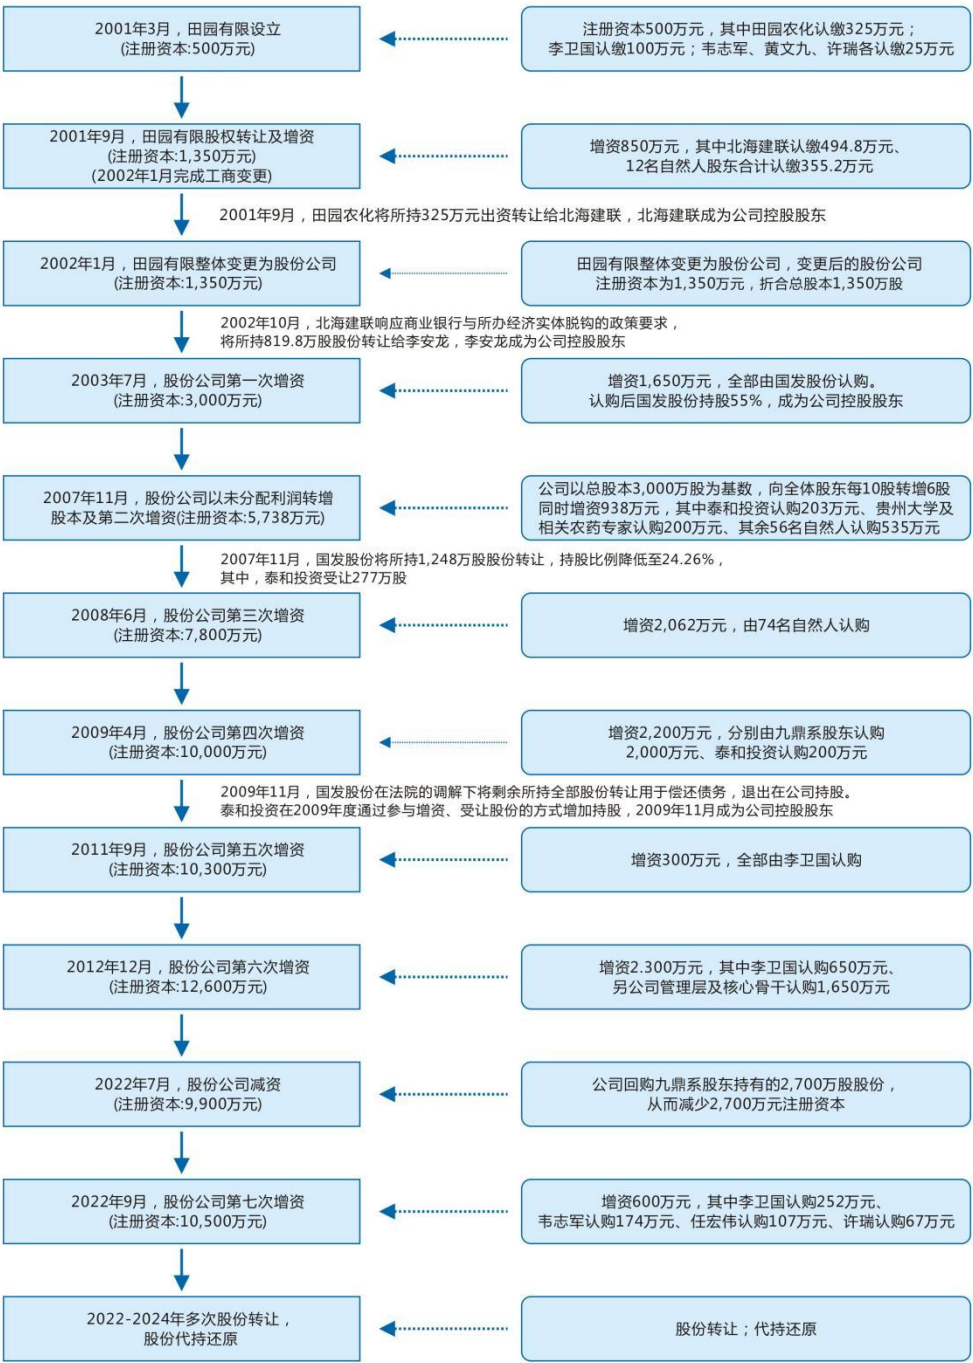 2001年3月，田园有限设立
(注册资本:500万元)
注册资本500万元，其中田园农化认缴325万元；
李卫国认缴100万元；韦志军、黄文九、许瑞各认缴25万元
2001年9月，田园有限股权转让及增资
(注册资本:1,350万元)
(2002年1月完成工商变更)
增资850万元，其中北海建联认缴494.8万元、
12名自然人股东合计认缴355.2万元
2001年9月，田园农化将所持325万元出资转让给北海建联，北海建联成为公司控股股东
2002年1月，田园有限整体变更为股份公司
(注册资本:1,350万元)
田园有限整体变更为股份公司，变更后的股份公司
注册资本为1,350万元，折合总股本1,350万股
2002年10月，北海建联响应商业银行与所办经济实体脱钩的政策要求，
将所持819.8万股股份转让给李安龙，李安龙成为公司控股股东
2003年7月，股份公司第一次增资
(注册资本:3,000万元)
增资1,650万元，全部由国发股份认购。
认购后国发股份持股55%，成为公司控股股东
2007年11月，股份公司以未分配利润转增
股本及第二次增资(注册资本:5,738万元)
公司以总股本3,000万股为基数，向全体股东每10股转增6股
同时增资938万元，其中泰和投资认购203万元、贵州大学及
相关农药专家认购200万元、其余56名自然人认购535万元
2007年11月，国发股份将所持1,248万股股份转让，持股比例降低至24.26%，
其中，泰和投资受让277万股
2008年6月，股份公司第三次增资
(注册资本:7,800万元)
增资2,062万元，由74名自然人认购
2009年4月，股份公司第四次增资
(注册资本:10,000万元)
增资2,200万元，分别由九鼎系股东认购
2,000万元、泰和投资认购200万元
2009年11月，国发股份在法院的调解下将剩余所持全部股份转让用于偿还债务，退出在公司持股。
泰和投资在2009年度通过参与增资、受让股份的方式增加持股，2009年11月成为公司控股股东
2011年9月，股份公司第五次增资
(注册资本:10,300万元)
增资300万元，全部由李卫国认购
2012年12月，股份公司第六次增资
(注册资本:12,600万元)
增资2.300万元，其中李卫国认购650万元、
另公司管理层及核心骨干认购1,650万元
2022年7月，股份公司减资
(注册资本:9,900万元)
公司回购九鼎系股东持有的2,700万股股份，
从而减少2,700万元注册资本
2022年9月，股份公司第七次增资
(注册资本:10,500万元)
增资600万元，其中李卫国认购252万元、
韦志军认购174万元、任宏伟认购107万元、许瑞认购67万元
2022-2024年多次股份转让，
股份代持还原
股份转让；代持还原